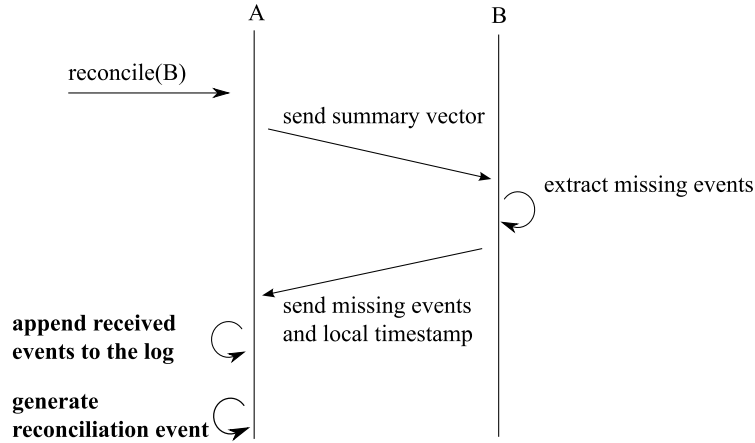 A
B
reconcile(B)
send summary vector
extract missing events
send missing events
and local timestamp
append received
events to the log
generate
reconciliation event